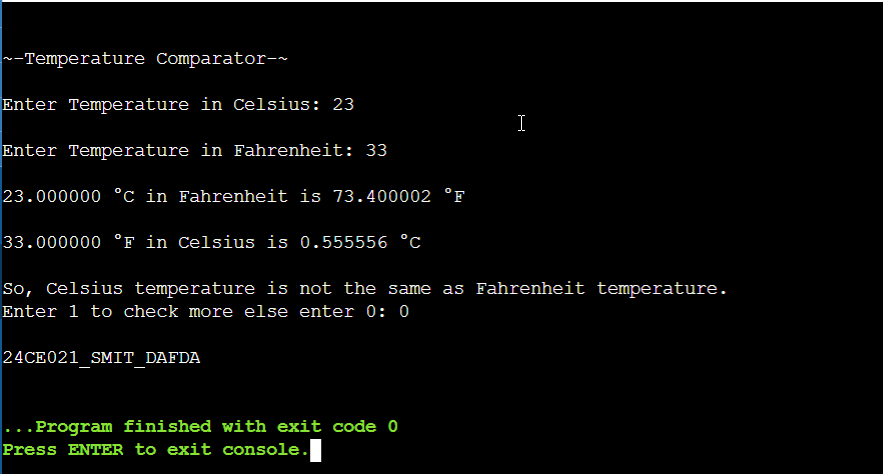 ~-Temperature Comparator-~
Enter Temperature in Celsius: 23
Enter Temperature in Fahrenheit: 33
23.000000 °C in Fahrenheit is 73.400002 °F
33.000000 °F in Celsius is 0.555556 °C
So, Celsius temperature is not the same as Fahrenheit temperature.
Enter 1 to check more else enter 0: 0
24CE021_SMIT_DAFDA
...Program finished with exit code 0
Press ENTER to exit console.